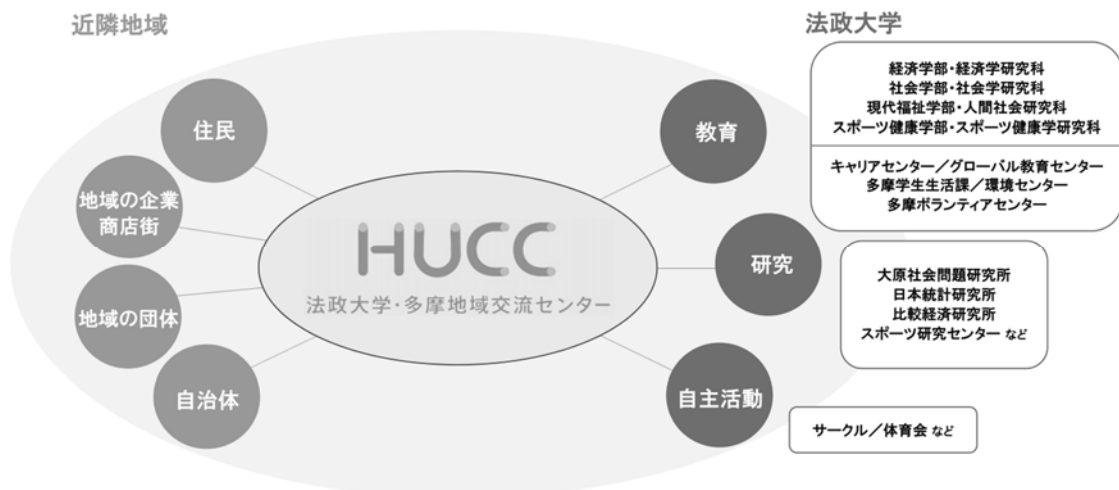 近隣地域
住民
地域の企業
商店街
地域の団体
自治体
HUCC
法政大学・多摩地域交流センター
教育
研究
自主活動
法政大学
経済学部・経済学研究科
社会学部・社会学研究科
現代福祉学部・人間社会研究科
スポーツ健康学部・スポーツ健康学研究科
キャリアセンター／グローバル教育センター
多摩学生生活課／環境センター
多摩ボランティアセンター
大原社会問題研究所
日本統計研究所
比較経済研究所
スポーツ研究センター など
サークル／体育会 など